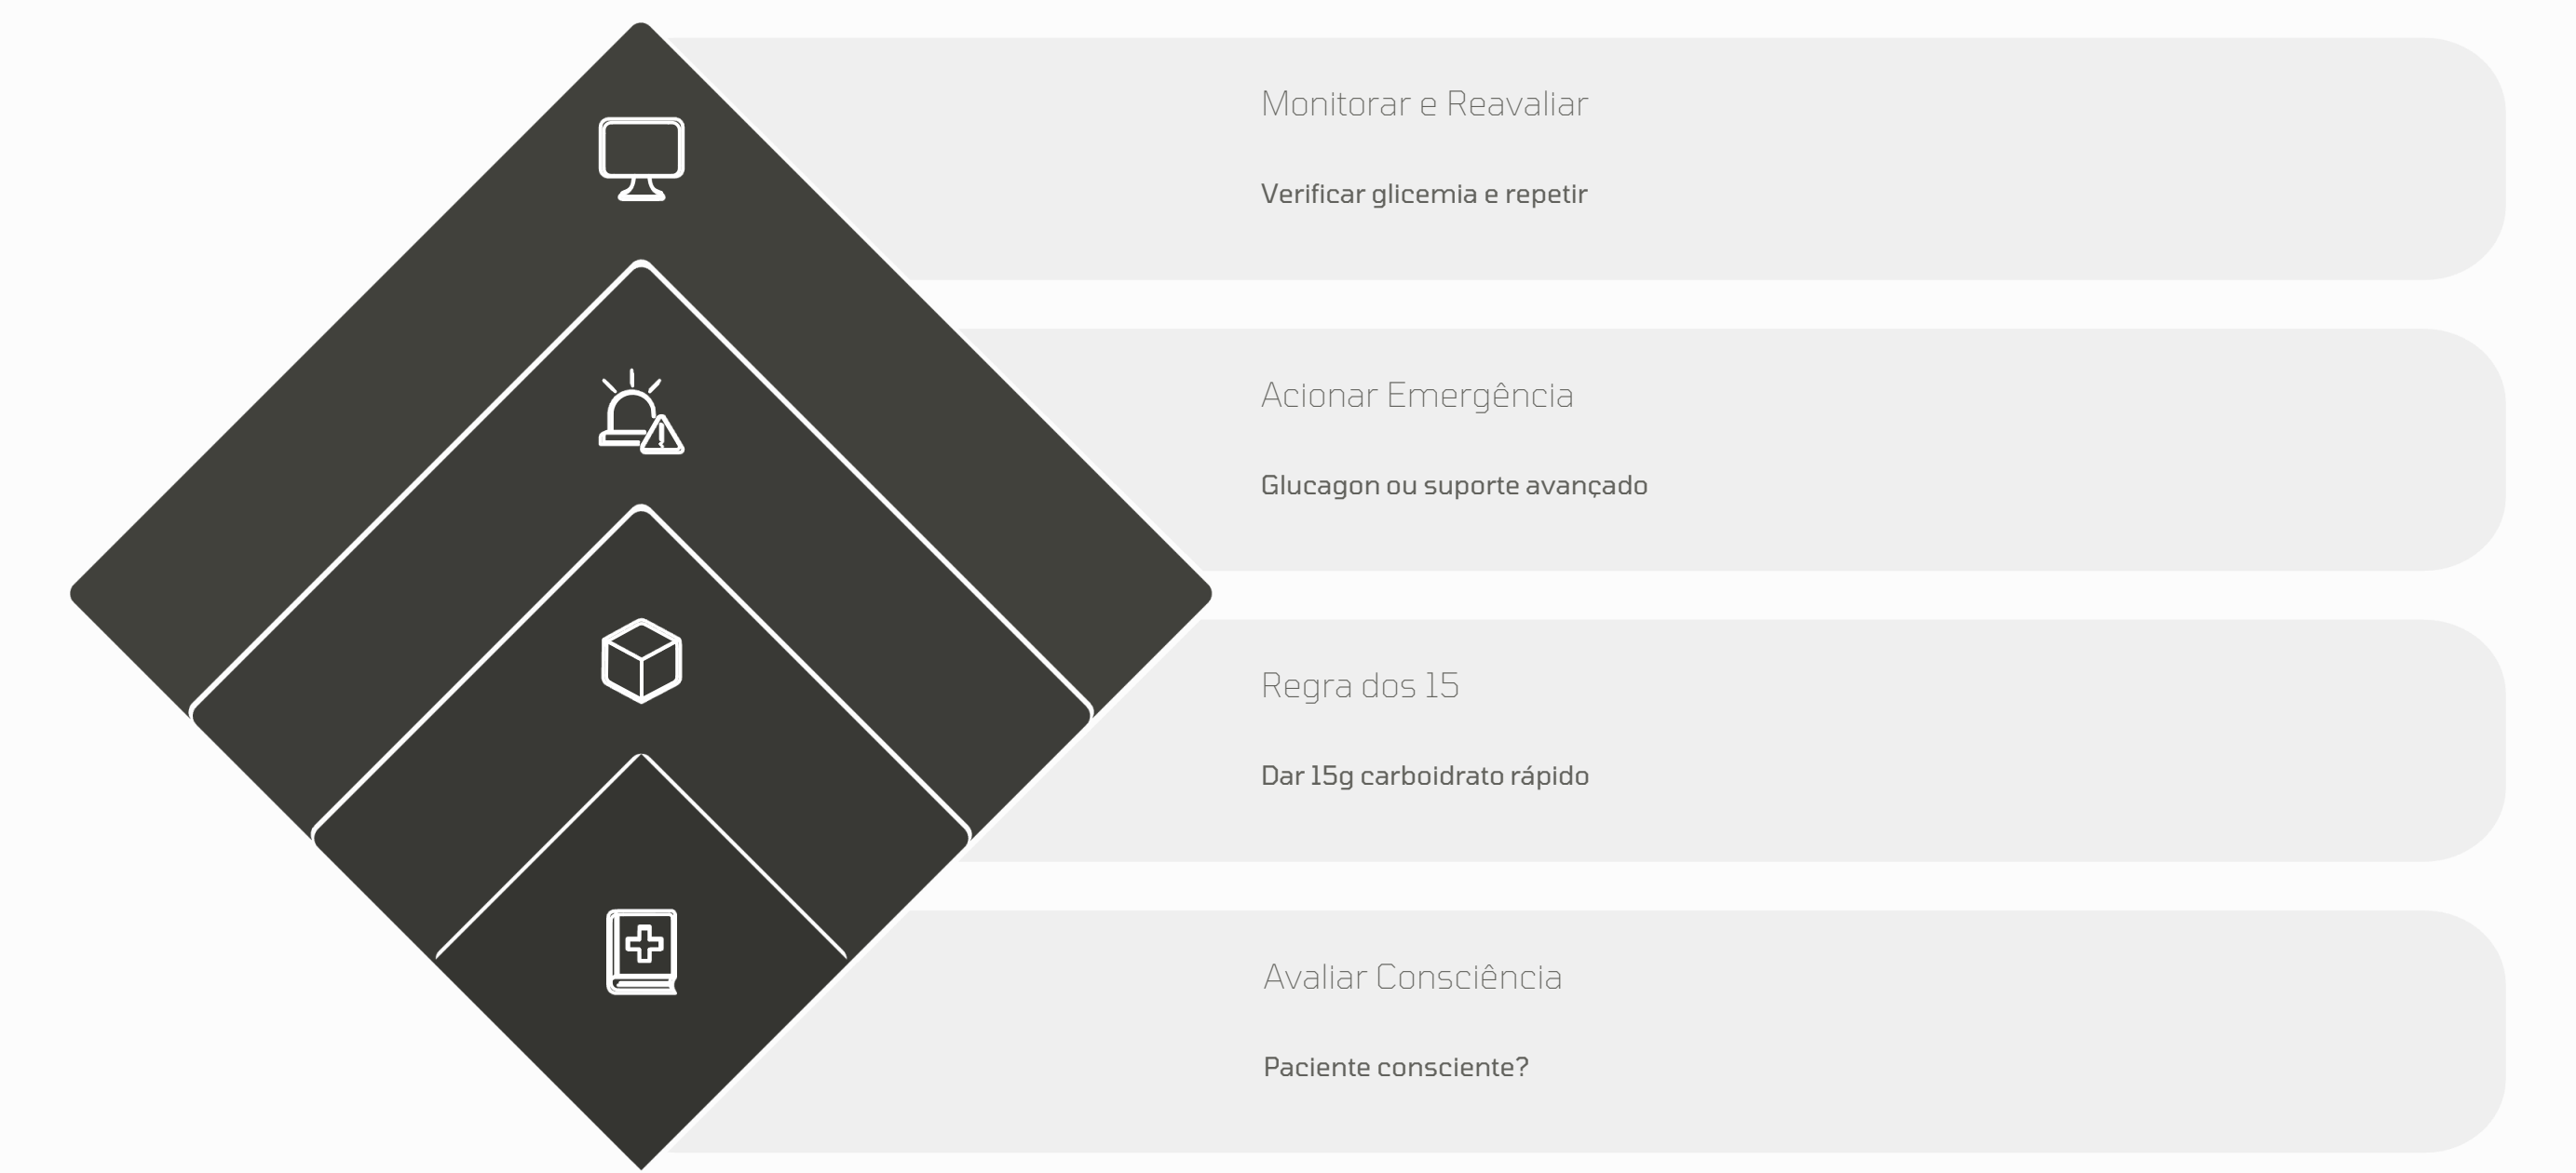 Monitorar e Reavaliar
Verificar glicemia e repetir
Acionar Emergência
Glucagon ou suporte avançado
Regra dos 15
Dar 15g carboidrato rápido
Avaliar Consciência
Paciente consciente?